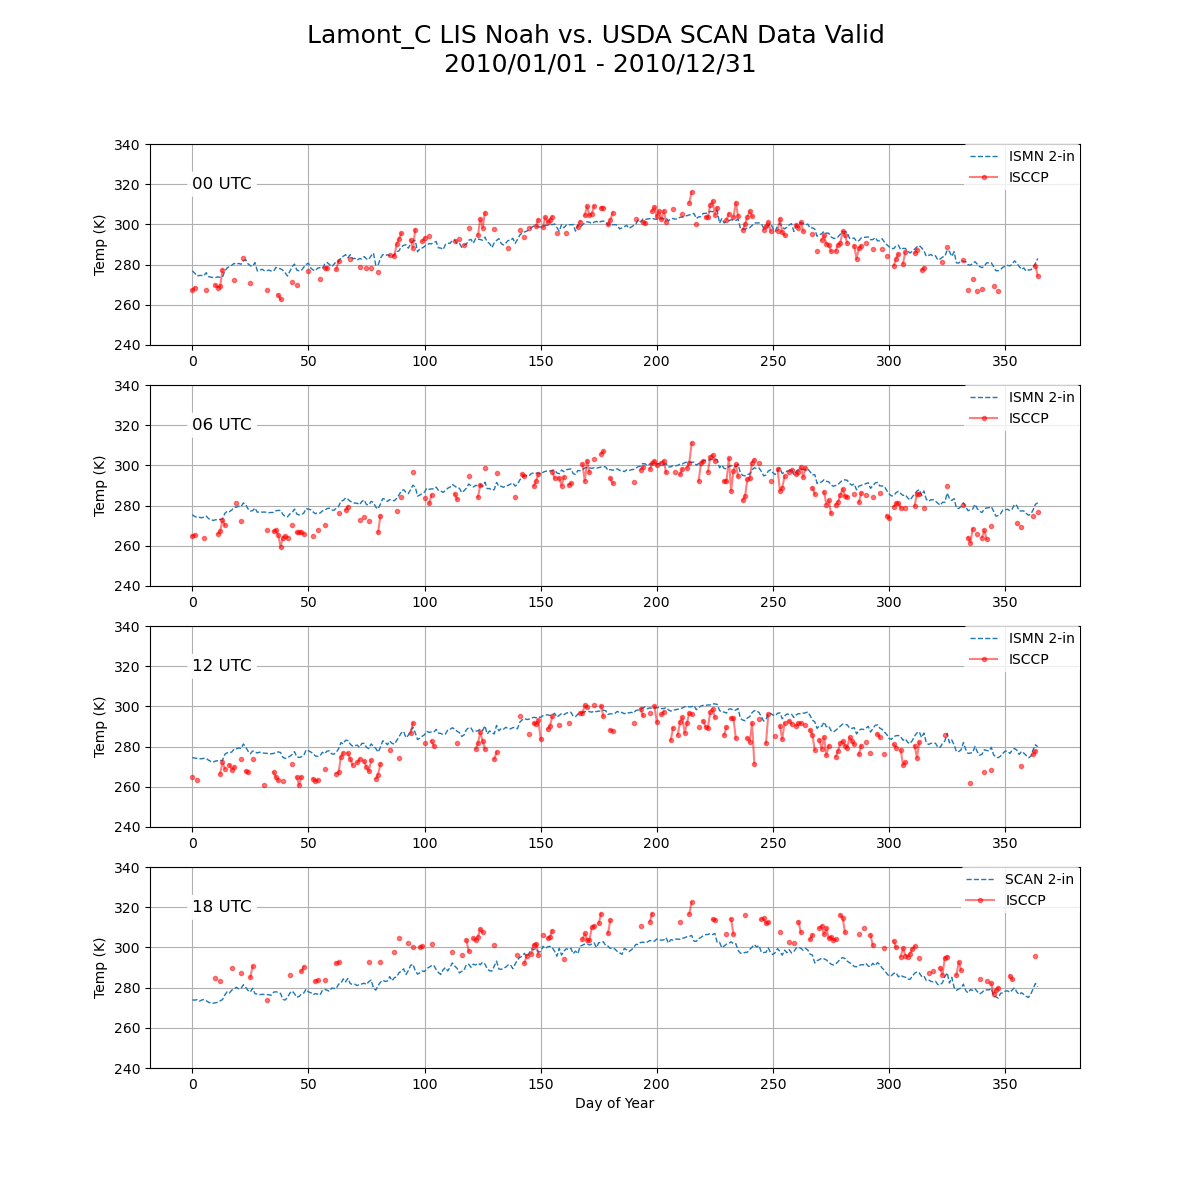 Lamont_C LIS Noah vs. USDA SCAN Data Valid
2010/01/01 - 2010/12/31
340
320
300
280
260
240
Temp (K)
00 UTC
ISMN 2-in
ISCCP
0 50 100 150 200 250 300 350
340
320
300
280
260
240
Temp (K)
06 UTC
ISMN 2-in
ISCCP
0 50 100 150 200 250 300 350
340
320
300
280
260
240
Temp (K)
12 UTC
ISMN 2-in
ISCCP
0 50 100 150 200 250 300 350
340
320
300
280
260
240
Temp (K)
18 UTC
SCAN 2-in
ISCCP
0 50 100 150 200 250 300 350
Day of Year